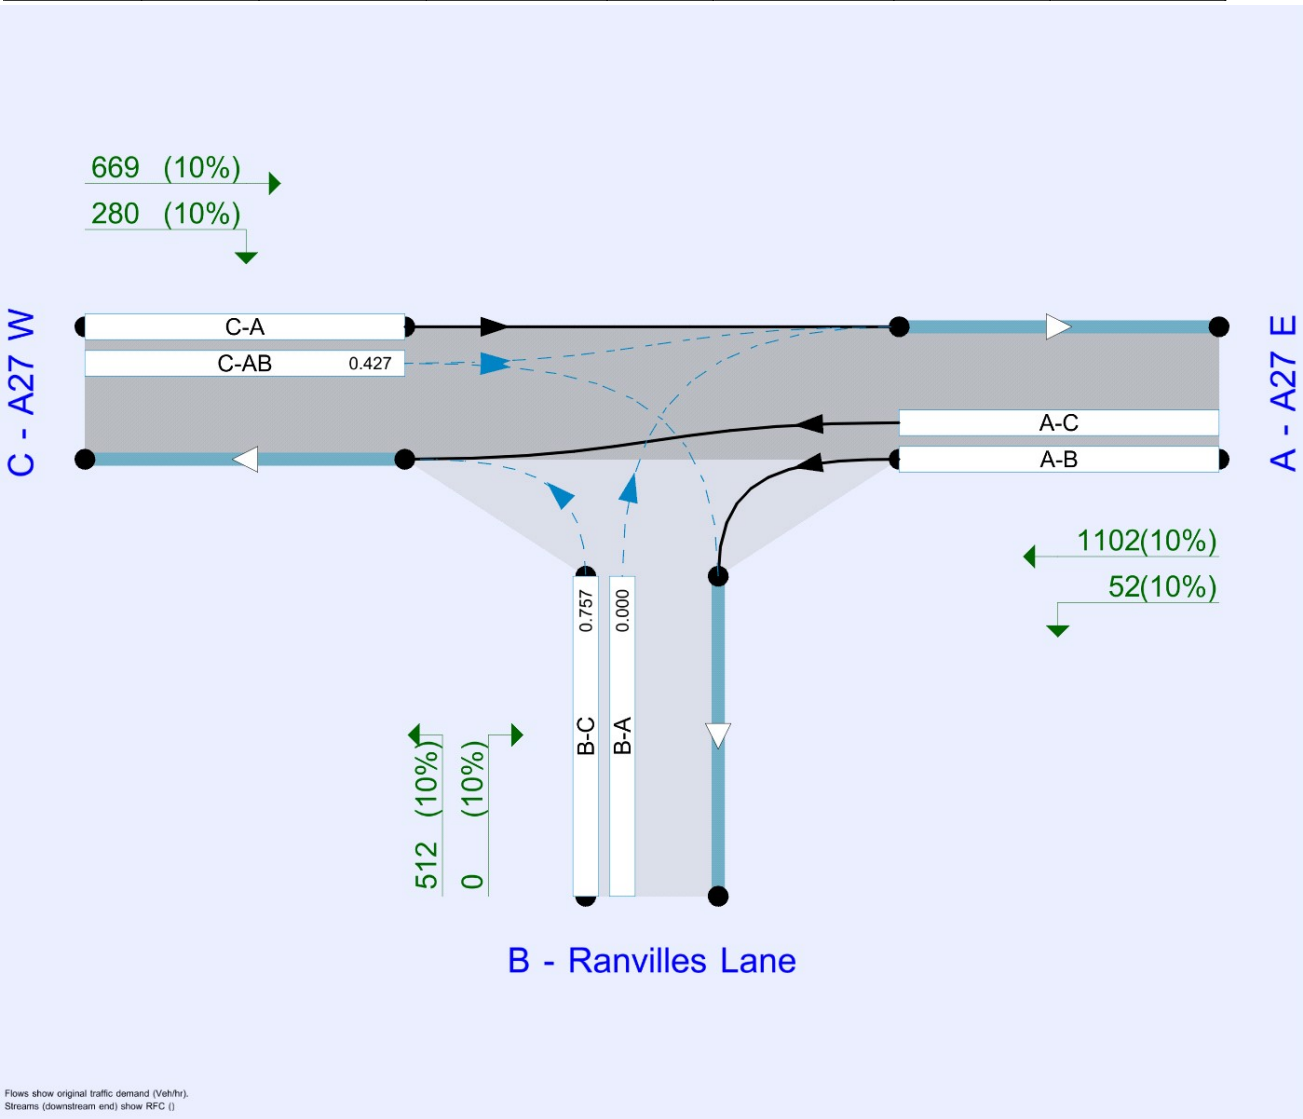 669 (10%)
280 (10%)
C - A27 W
C-A
C-AB 0.427
A-C
A-B
A - A27 E
1102(10%)
52(10%)
0.757
0.000
B-C
B-A
512 (10%)
0 (10%)
B - Ranvilles Lane
Flows show original traffic demand (Veh/hr).
Streams (downstream end) show RFC ()